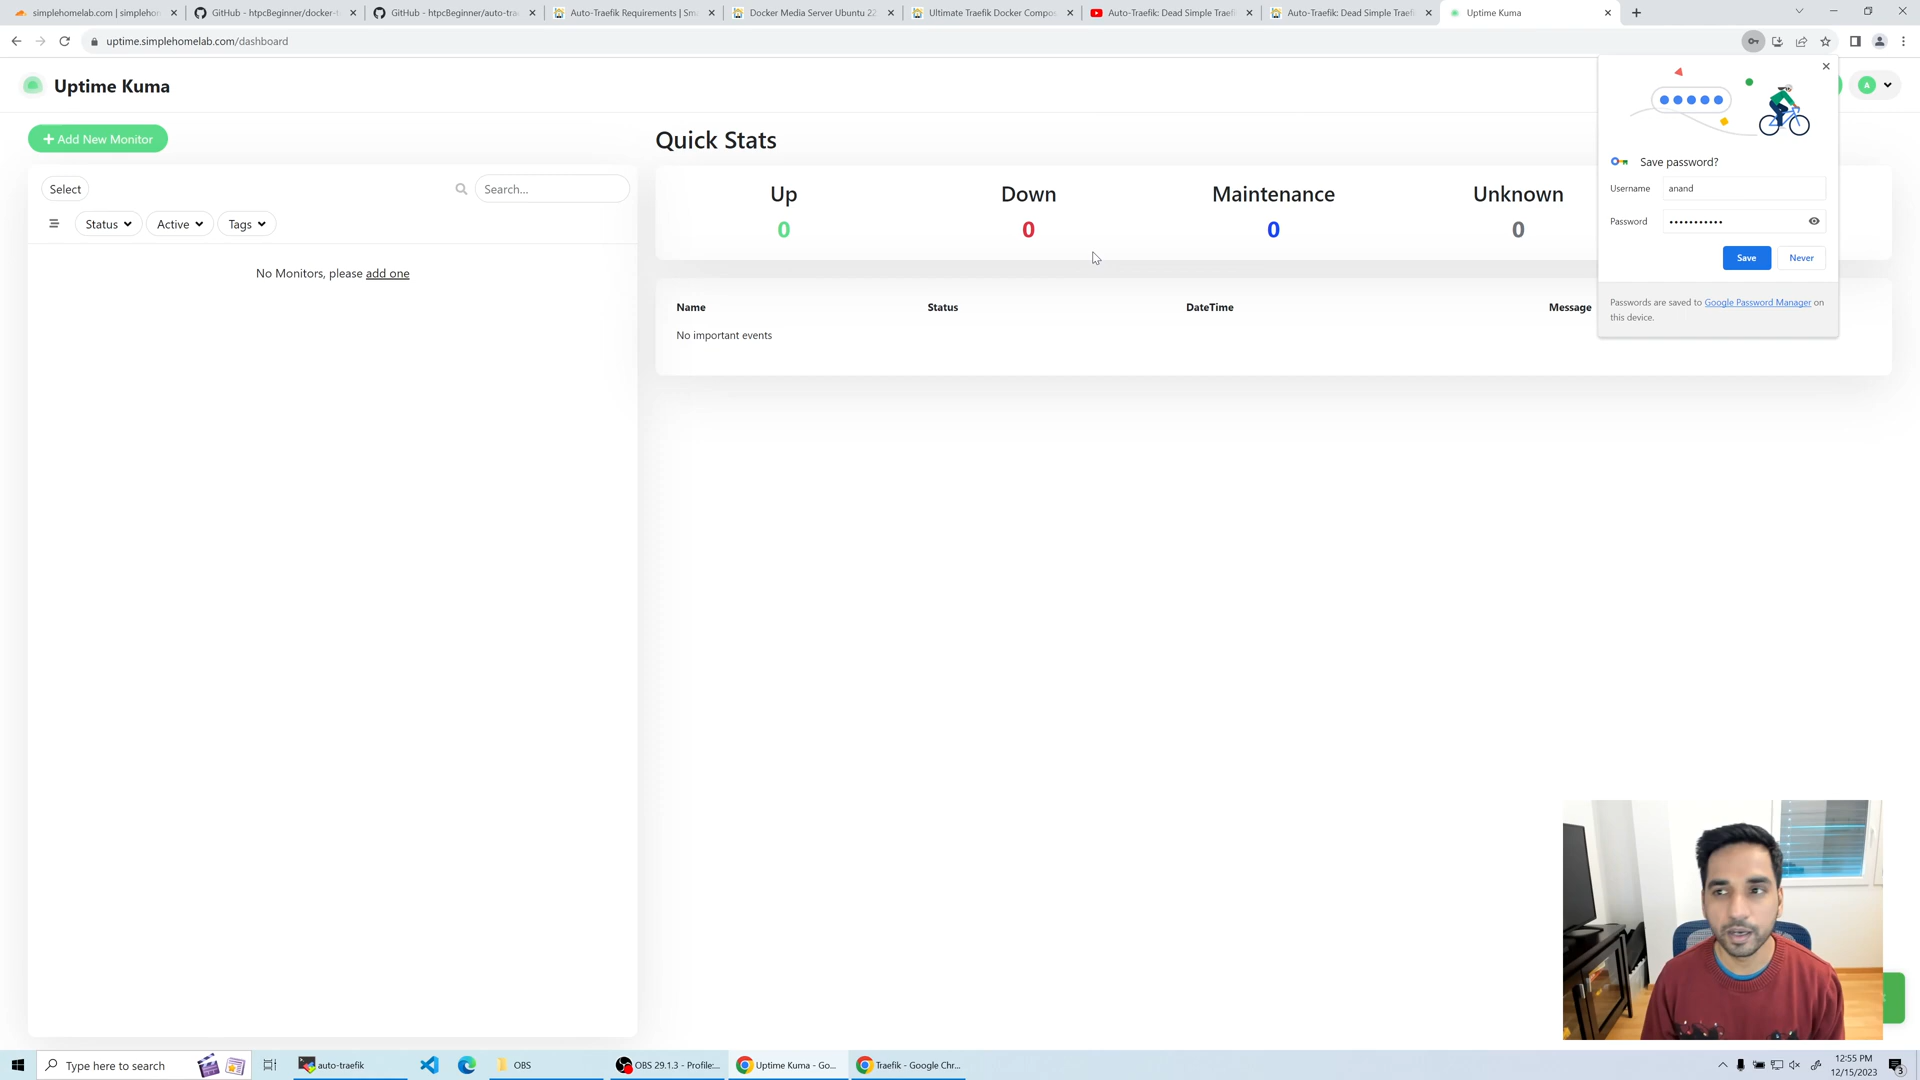 simplehomelab.com | simplehor
GitHub - htpcBeginner/docker-t
GitHub - htpcBeginner/auto-tra
Auto-Traefik Requirements | Sm
Docker Media Server Ubuntu 22.
Ultimate Traefik Docker Compos
Auto-Traefik: Dead Simple Traefi
Auto-Traefik: Dead Simple Traefi
Uptime Kuma
uptime.simplehomelab.com/dashboard
Uptime Kuma
A
Add New Monitor
Quick Stats
Select
Search...
Status
Active
Tags
No Monitors, please add one
Up
Down
Maintenance
Unknown
0
0
0
0
Name
Status
DateTime
Message
No important events
Save password?
Username
anand
Password
•••••••••••
Save
Never
Passwords are saved to Google Password Manager on
this device.
Type here to search
auto-traefik
OBS
OBS 29.1.3 - Profile:...
Uptime Kuma - Go...
Traefik - Google Chr...
12:55 PM
12/15/2023
3